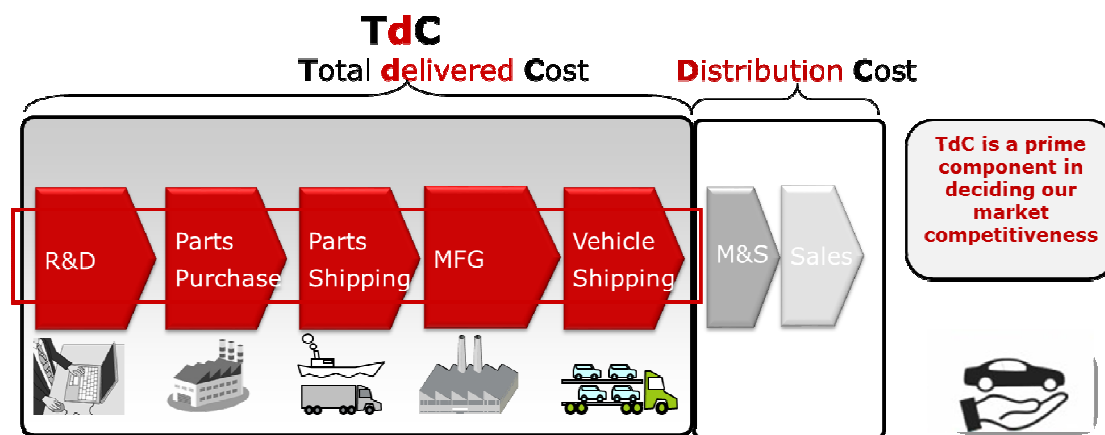 TdC
Total delivered Cost
Distribution Cost
TdC is a prime
component in
deciding our
market
competitiveness
R&D
Parts
Purchase
Parts
Shipping
MFG
Vehicle
Shipping
M&S
Sales